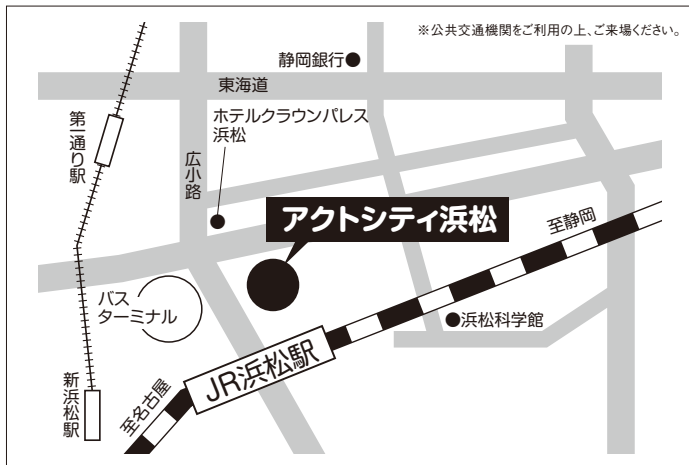 ※公共交通機関をご利用の上、ご来場ください。
静岡銀行
東海道
第一通り駅
ホテルクラウンパレス
浜松
広小路
アクトシティ浜松
至静岡
バス
ターミナル
浜松科学館
JR浜松駅
新浜松駅
至名古屋